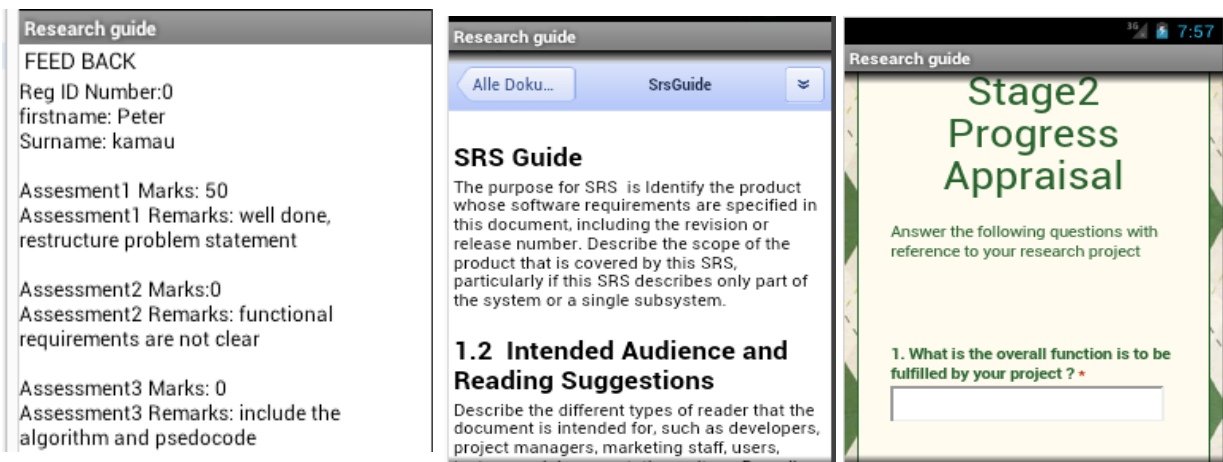 Research guide
FEED BACK
Reg ID Number:0
firstname: Peter
Surname: kamau
Assesment1 Marks: 50
Assessment1 Remarks: well done,
restructure problem statement
Assessment2 Marks:0
Assessment2 Remarks: functional
requirements are not clear
Assessment3 Marks: 0
Assessment3 Remarks: include the
algorithm and psedocode
Research guide
Alle Doku...
SrsGuide
SRS Guide
The purpose for SRS is Identify the product
whose software requirements are specified in
this document, including the revision or
release number. Describe the scope of the
product that is covered by this SRS,
particularly if this SRS describes only part of
the system or a single subsystem.
1.2 Intended Audience and
Reading Suggestions
Describe the different types of reader that the
document is intended for, such as developers,
project managers, marketing staff, users,
3G 7:57
Research guide
Stage2
Progress
Appraisal
Answer the following questions with
reference to your research project
1. What is the overall function is to be
fulfilled by your project ? *